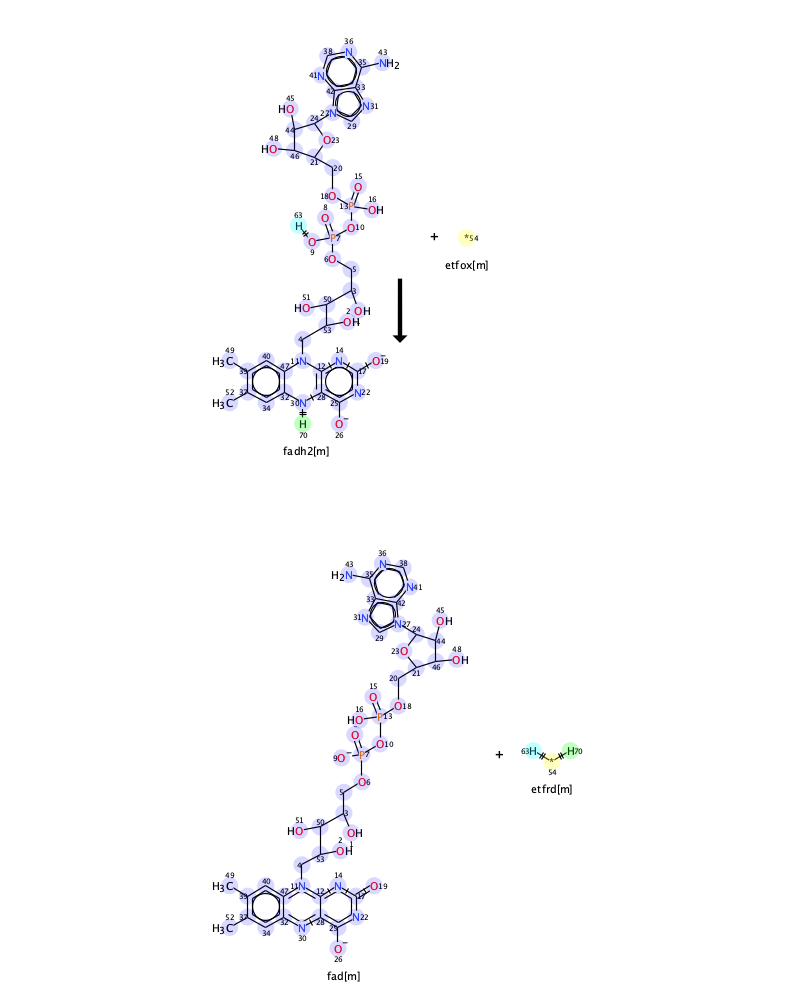 36
38 N
35 43
NH2
41 N
33
42
45
HO
24 27 N
N 31
29
44
O 23
48
HO
46 21
20
15
O
18 O
16
13 P
OH
63
H
8
O
O 10
P 7
O
9
6 O
+
* 54
etfox[m]
5
3
51
HO
50
OH
2 1
OH
53
4
49
H3C
40
11 N
14
N
O- 19
39
47
12
17
52
H3C
37
32
30 N
28
25
N 22
34
H
70
O-
26
fadh2[m]
36
N
38
43
H2N
35
N 41
33
42
31 N
N 27
29
24
45
OH
44
23 O
48
OH
46
21
20
15
O
O 18
16
HO
P 13
O
O 10
9 O-
P 7
O 6
+
63 H
H 70
*
54
etfrd[m]
5
3
51
HO
50
OH
2
OH
1
53
4
49
H3C
40
11 N
14
N
O 19
39
47
12
17
52
H3C
37
32
N
30
28
25
N 22
34
O-
26
fad[m]